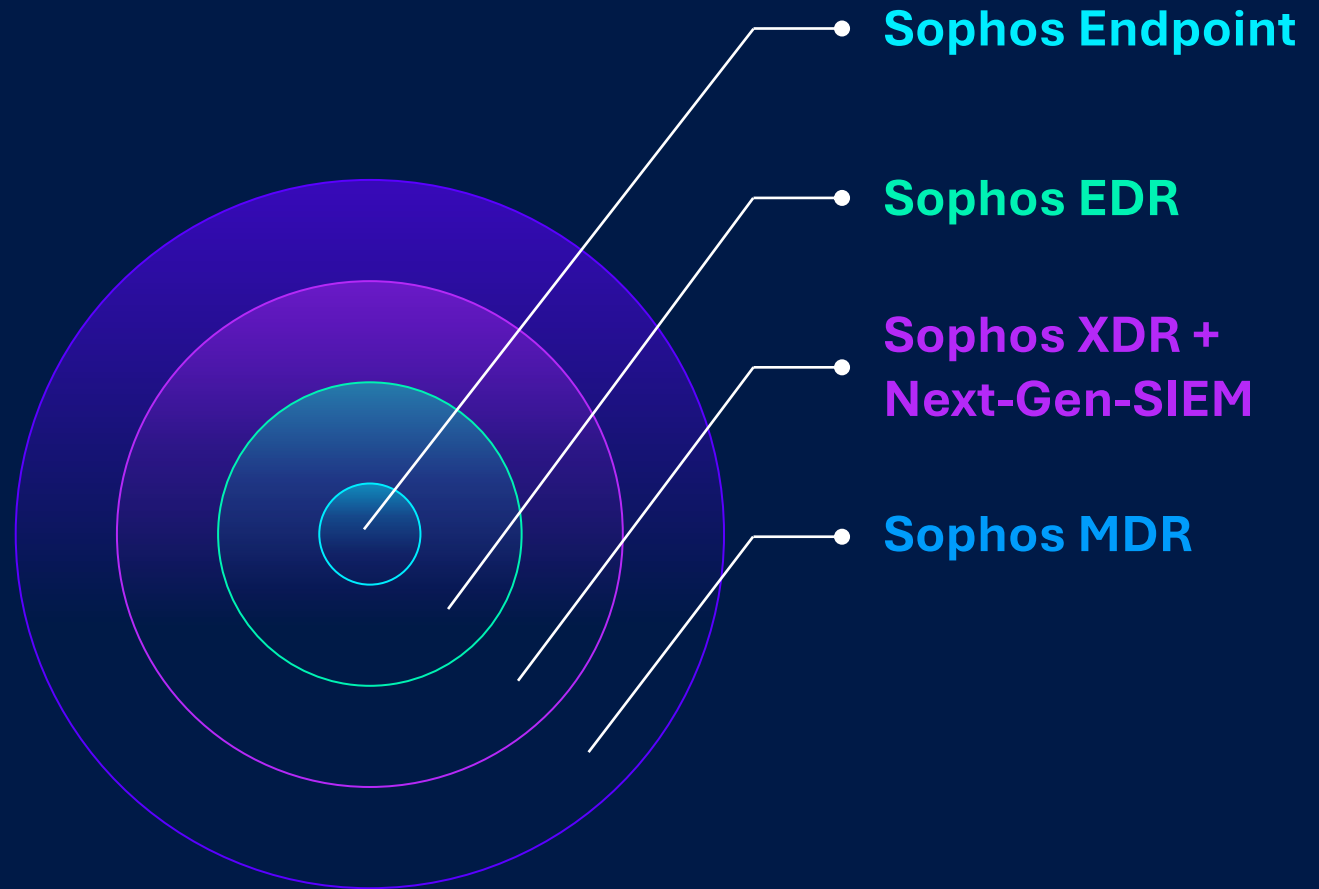 Sophos Endpoint
Sophos EDR
Sophos XDR +
Next-Gen-SIEM
Sophos MDR